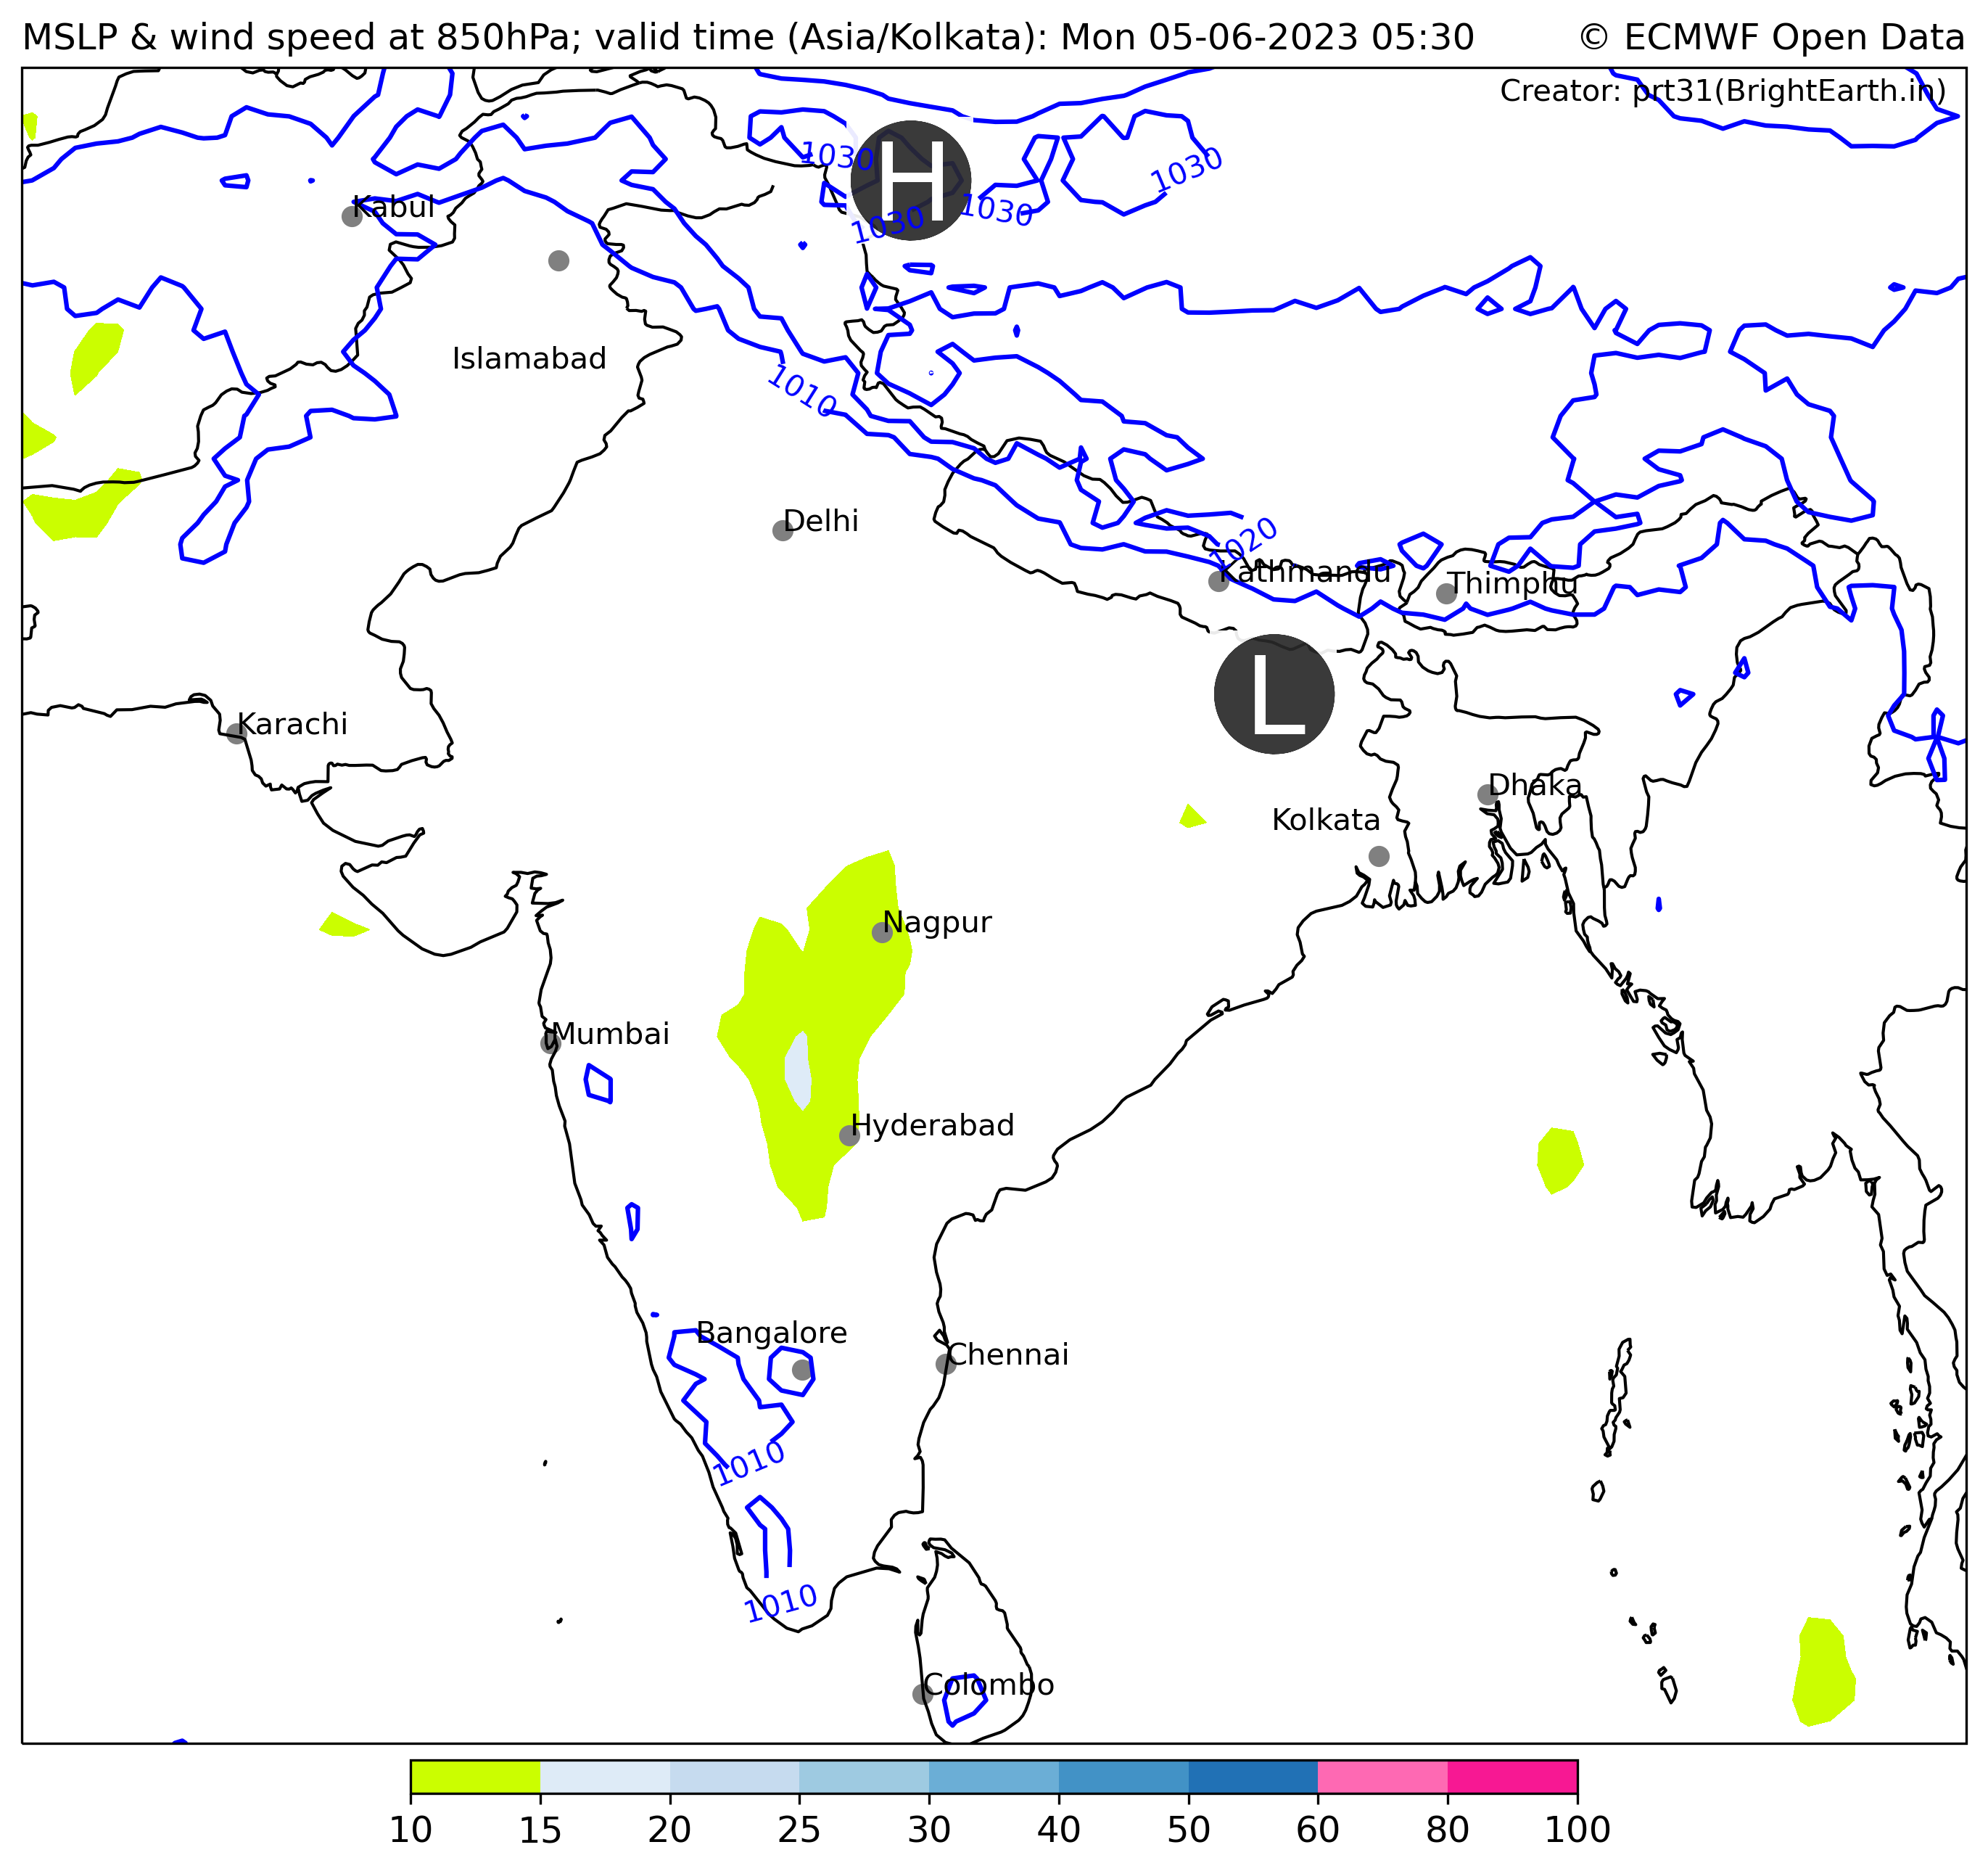 MSLP & wind speed at 850hPa; valid time (Asia/Kolkata): Mon 05-06-2023 05:30 © ECMWF Open Data
Creator: prt31(BrightEarth.in)
1030
H
1030
1030
1030
Kabul
Islamabad
1010
Delhi
1020
Kathmandu
Thimphu
L
Karachi
Dhaka
Kolkata
Nagpur
Mumbai
Hyderabad
Bangalore
Chennai
1010
1010
Colombo
10 15 20 25 30 40 50 60 80 100